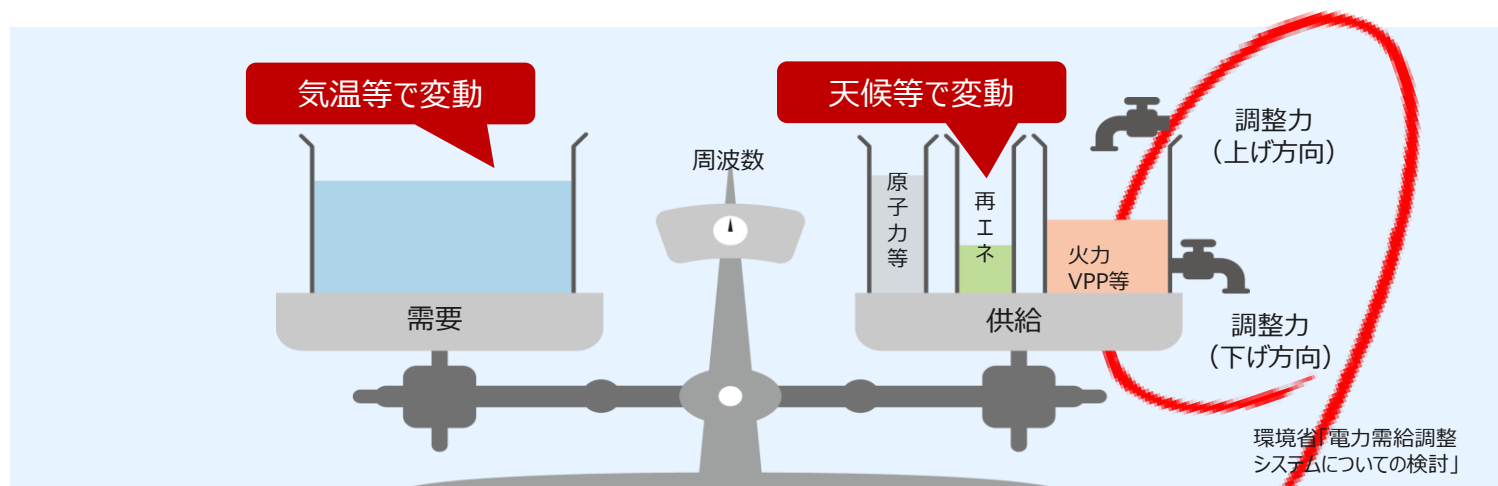 気温等で変動
天候等で変動
周波数
原子力等
再エネ
火力
VPP等
調整力
（上げ方向）
調整力
（下げ方向）
需要
供給
環境省「電力需給調整
システムについての検討」